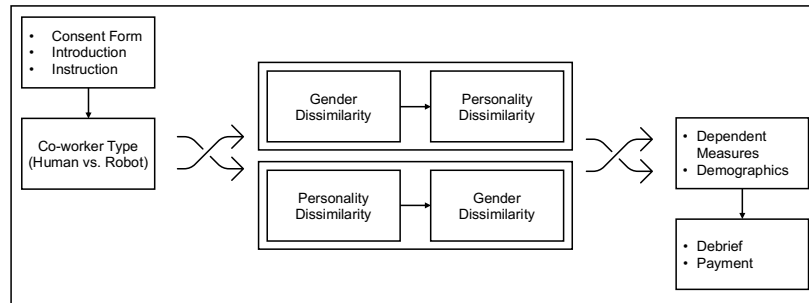 • Consent Form
• Introduction
• Instruction
Co-worker Type
(Human vs. Robot)
Gender
Dissimilarity
Personality
Dissimilarity
Personality
Dissimilarity
Gender
Dissimilarity
• Dependent
Measures
• Demographics
• Debrief
• Payment